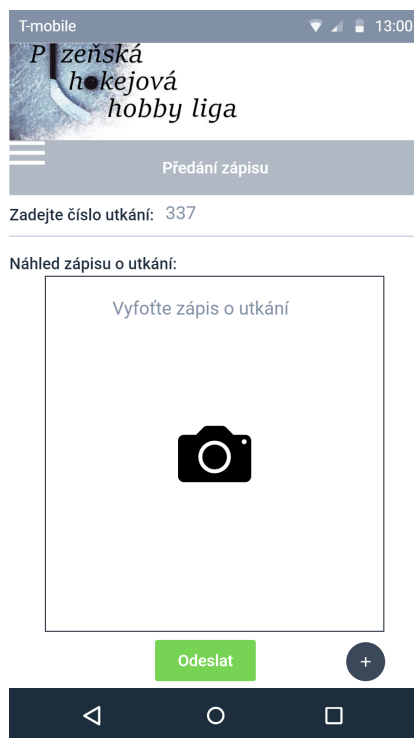 T-mobile 13:00
Plzeňská
hokejová
hobby liga
Předání zápisu
Zadejte číslo utkání: 337
Náhled zápisu o utkání:
Vyfoťte zápis o utkání
Odeslat
+